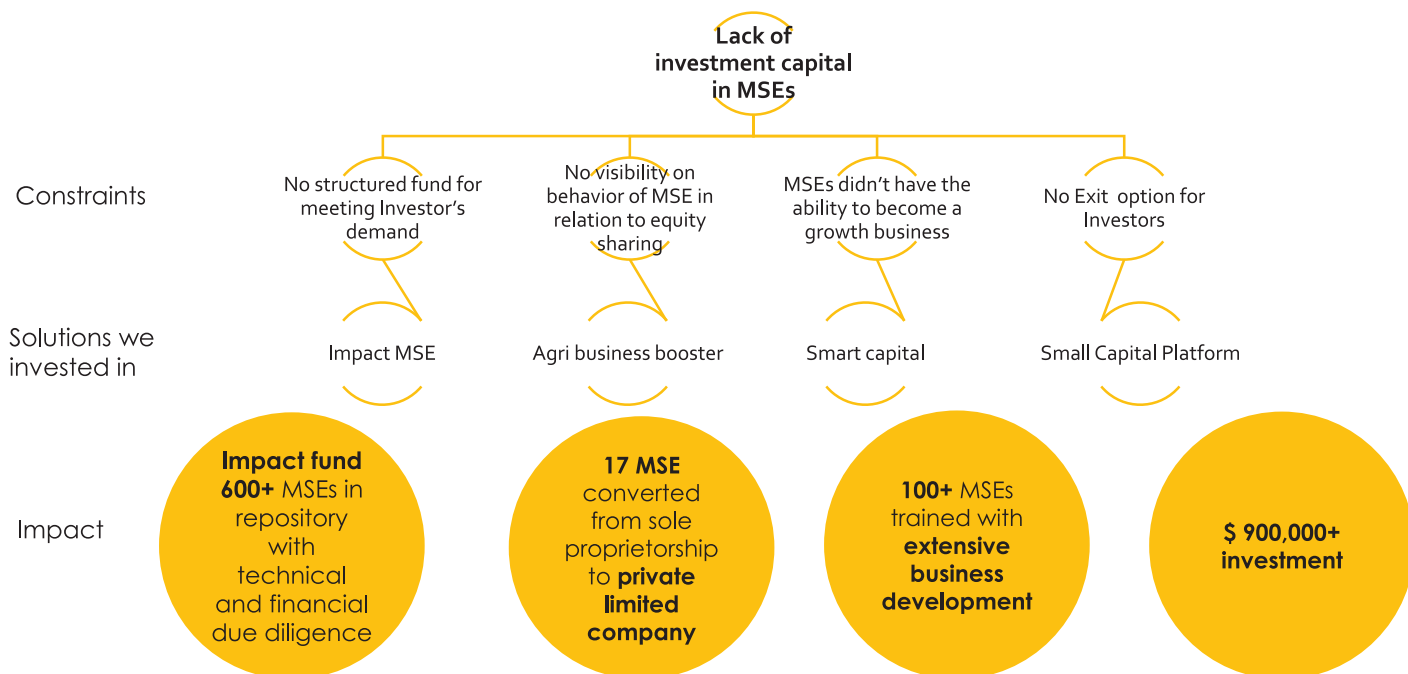 Lack of
investment capital
in MSEs
Constraints
No structured fund for
meeting Investor's
demand
No visibility on
behavior of MSE in
relation to equity
sharing
MSEs didn't have the
ability to become a
growth business
No Exit option for
Investors
Solutions we
invested in
Impact MSE
Agri business booster
Smart capital
Small Capital Platform
Impact
Impact fund
600+ MSEs in
repository
with
technical
and financial
due diligence
17 MSE
converted
from sole
proprietorship
to private
limited
company
100+ MSEs
trained with
extensive
business
development
$ 900,000+
investment